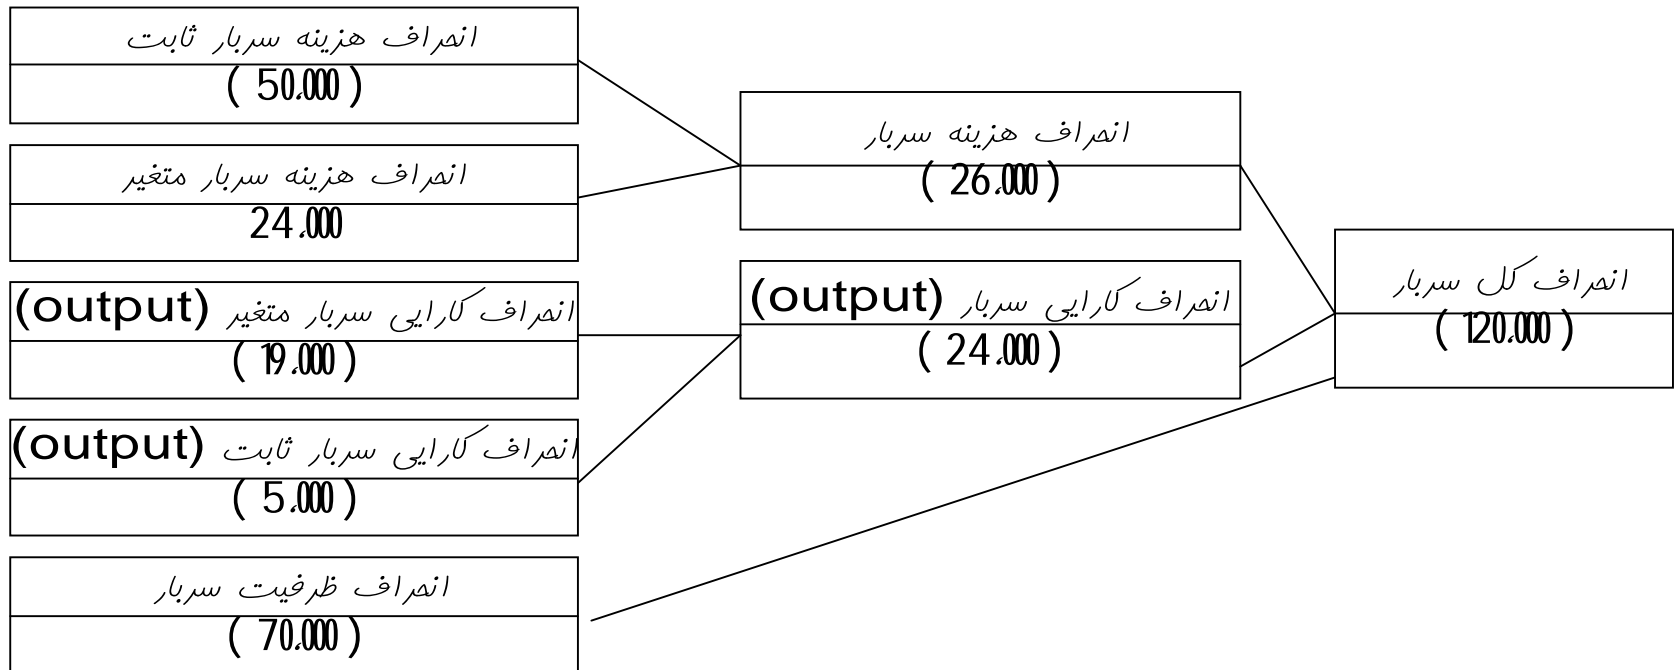 انحراف هزینه سربار ثابت
( 50.000 )
انحراف هزینه سربار متغیر
24.000
انحراف کارایی سربار متغیر (output)
( 19.000 )
انحراف کارایی سربار ثابت (output)
( 5.000 )
انحراف ظرفیت سربار
( 70.000 )
انحراف هزینه سربار
( 26.000 )
انحراف کارایی سربار (output)
( 24.000 )
انحراف کل سربار
( 120.000 )